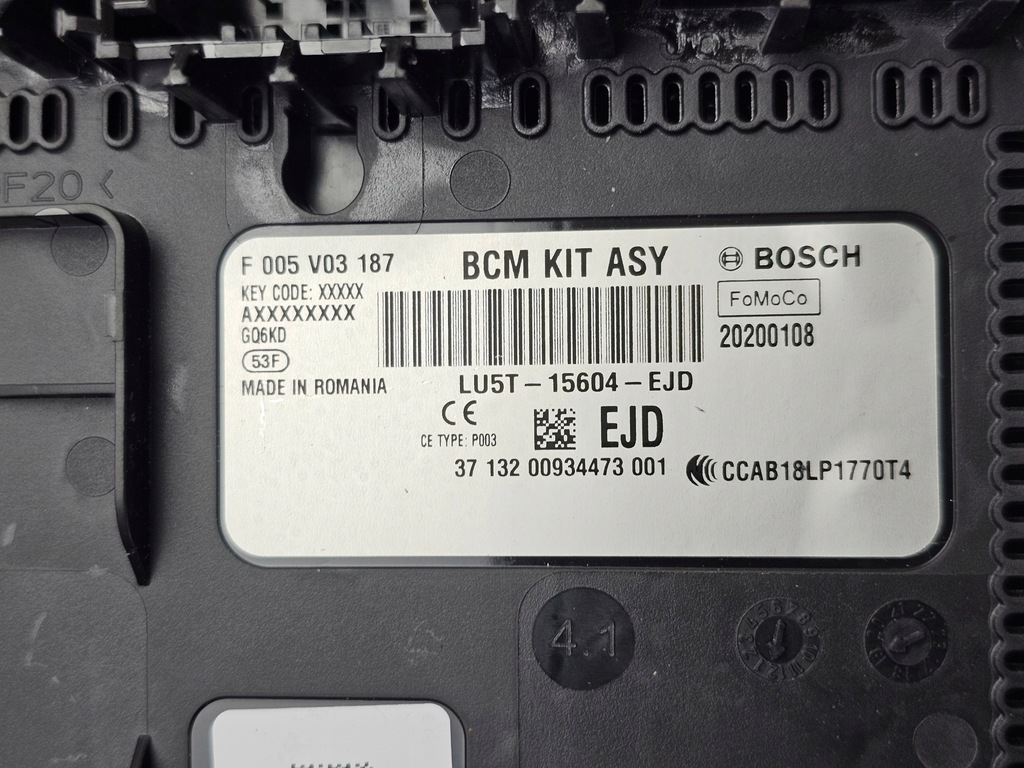 F20<
F 005 V03 187
BCM KIT ASY
BOSCH
KEY CODE: XXXXX
AXXXXXXXX
FoMoCo
GQ6KD
20200108
53F
MADE IN ROMANIA
LU5T-15604-EJD
CE
CE TYPE: P003
EJD
37 132 00934473 001
CCAB18LP1770T4
4.1